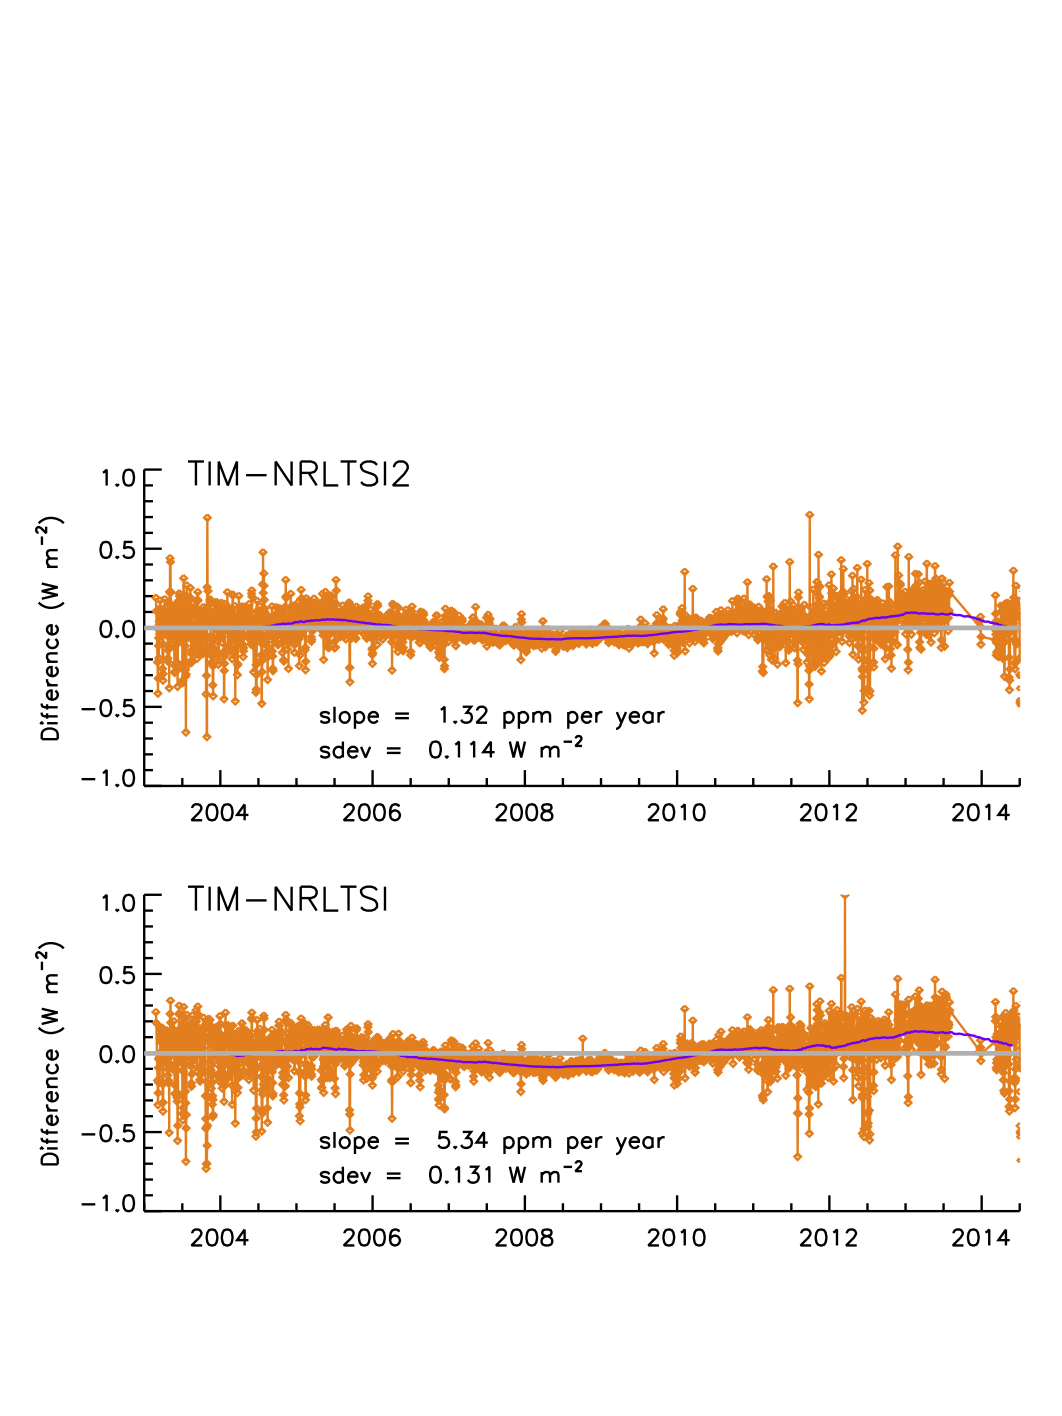 TIM−NRLTSI2
1.0
0.5
0.0
−0.5
−1.0
Difference (W m⁻²)
slope = 1.32 ppm per year
sdev = 0.114 W m⁻²
2004 2006 2008 2010 2012 2014
TIM−NRLTSI
1.0
0.5
0.0
−0.5
−1.0
Difference (W m⁻²)
slope = 5.34 ppm per year
sdev = 0.131 W m⁻²
2004 2006 2008 2010 2012 2014